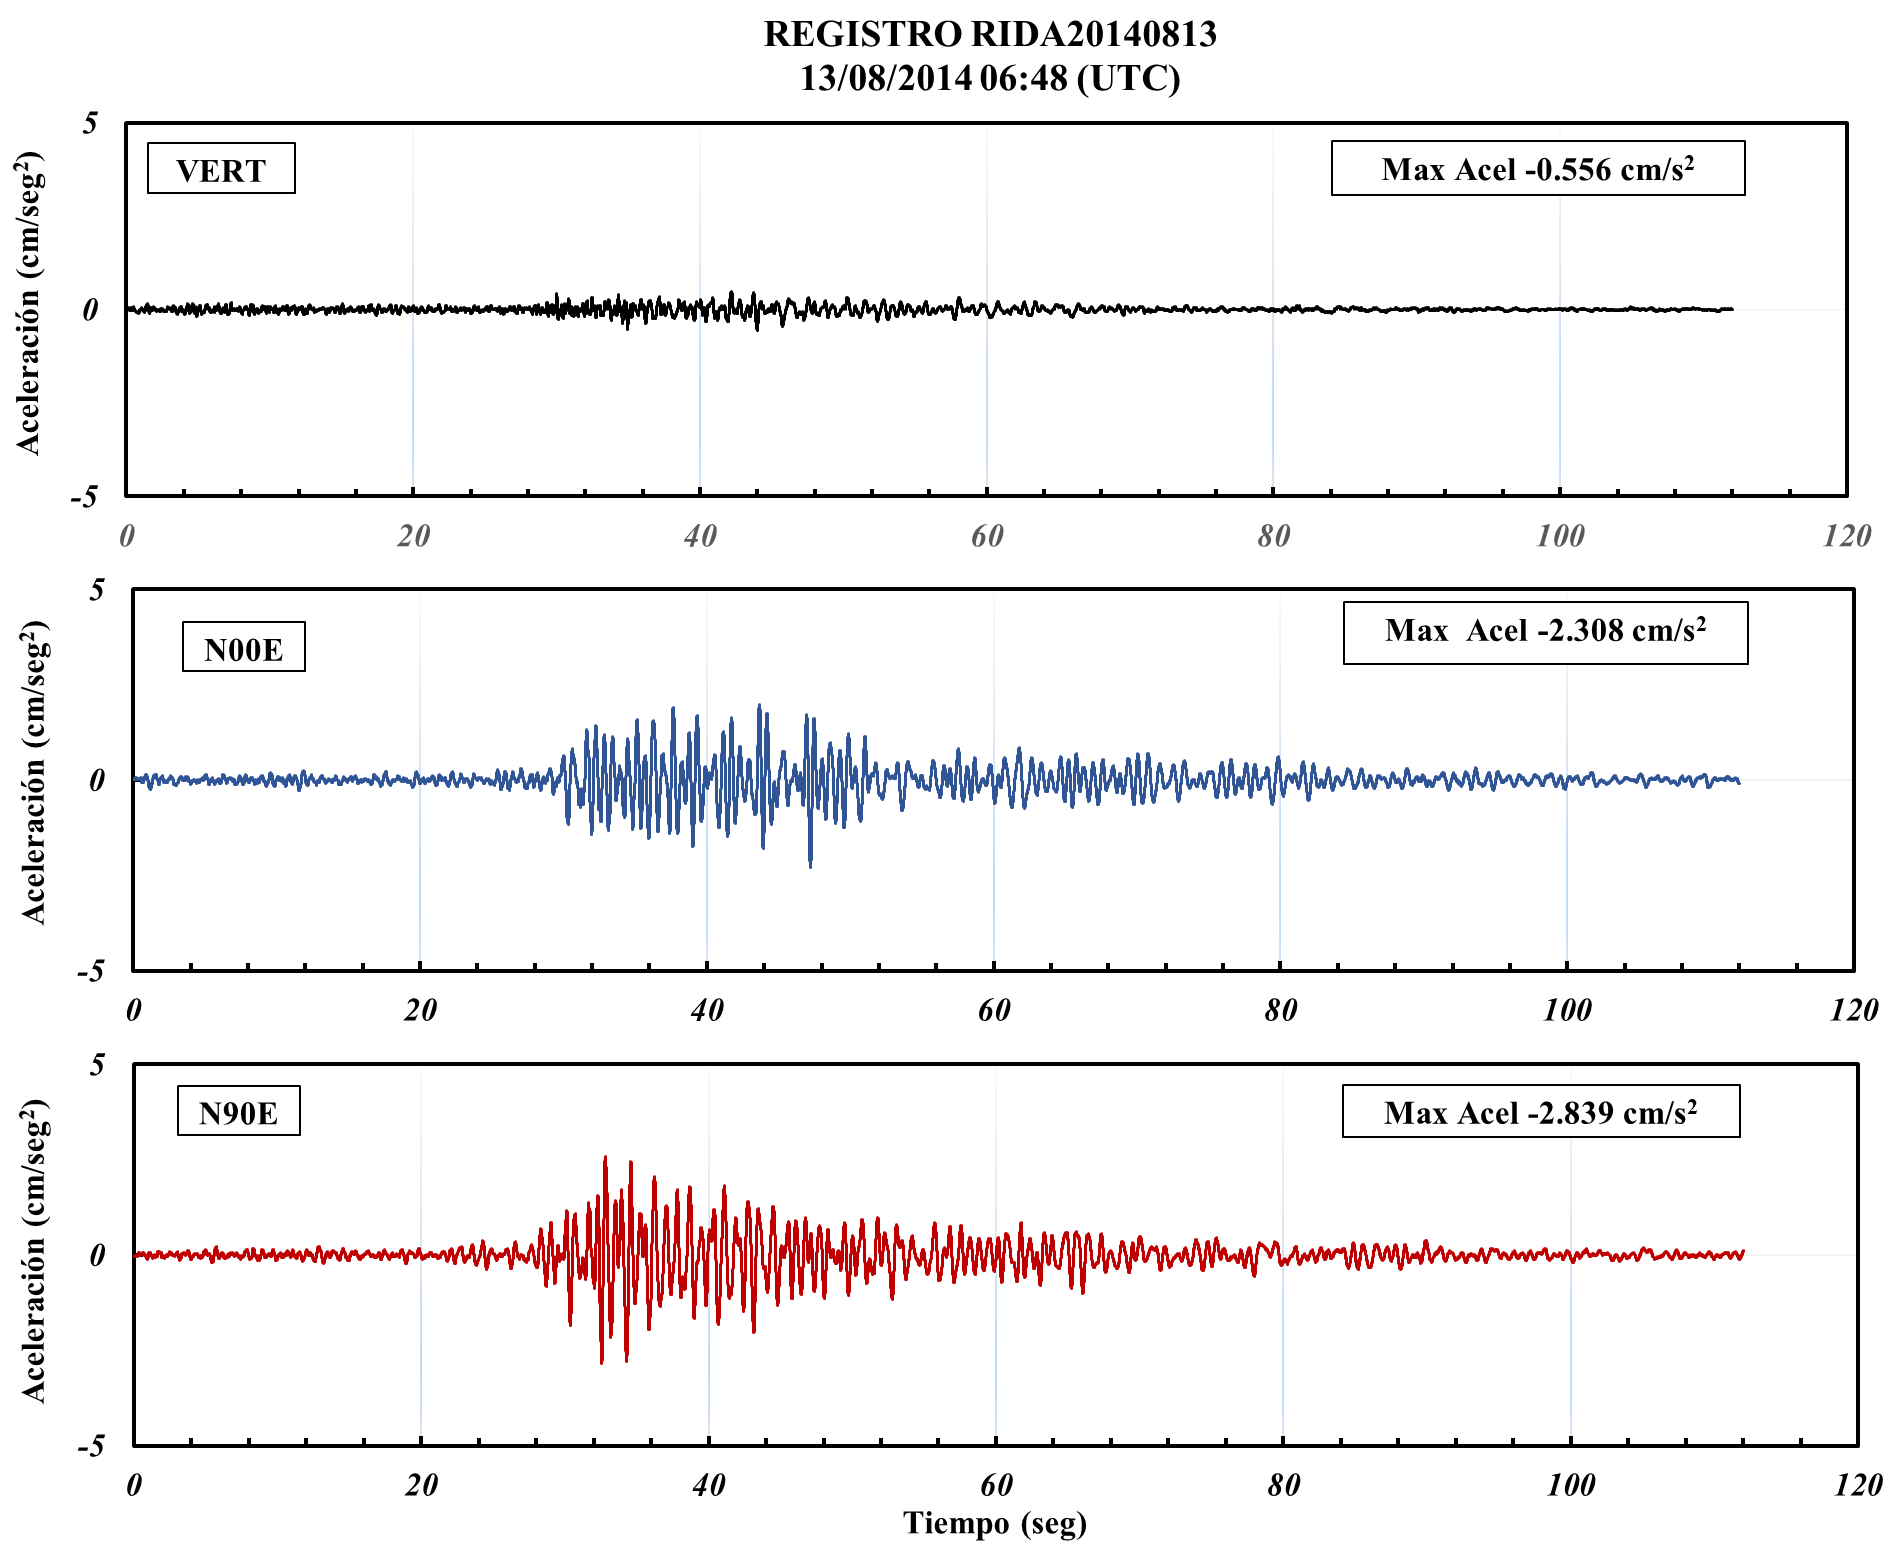 REGISTRO RIDA20140813
13/08/2014 06:48 (UTC)
Aceleración (cm/seg²)
5
0
-5
VERT
Max Acel -0.556 cm/s²
0 20 40 60 80 100 120
Aceleración (cm/seg²)
5
0
-5
N00E
Max Acel -2.308 cm/s²
0 20 40 60 80 100 120
Aceleración (cm/seg²)
5
0
-5
N90E
Max Acel -2.839 cm/s²
0 20 40 60 80 100 120
Tiempo (seg)